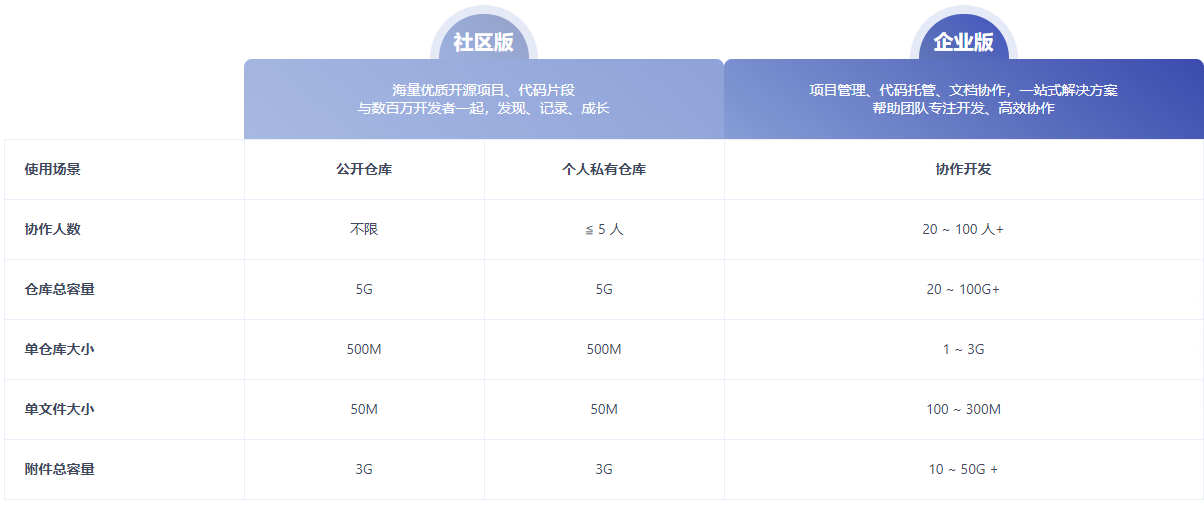 社区版
企业版
海量优质开源项目、代码片段
与数百万开发者一起，发现、记录、成长
项目管理、代码托管、文档协作，一站式解决方案
帮助团队专注开发、高效协作
使用场景 公开仓库 个人私有仓库 协作开发
协作人数 不限 ≦ 5 人 20 ~ 100 人+
仓库总容量 5G 5G 20 ~ 100G+
单仓库大小 500M 500M 1 ~ 3G
单文件大小 50M 50M 100 ~ 300M
附件总容量 3G 3G 10 ~ 50G +